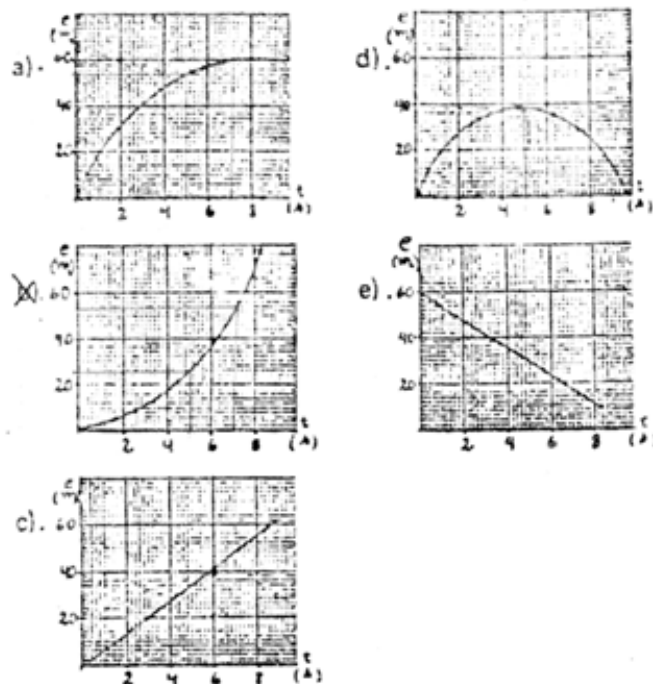 a). e (m) 60 40 20 2 4 6 8 t (s)
b). e (m) 60 40 20 2 4 6 8 t (s)
c). e (m) 60 40 20 2 4 6 8 t (s)
d). e (m) 60 40 20 2 4 6 8 t (s)
e). e (m) 60 40 20 2 4 6 8 t (s)